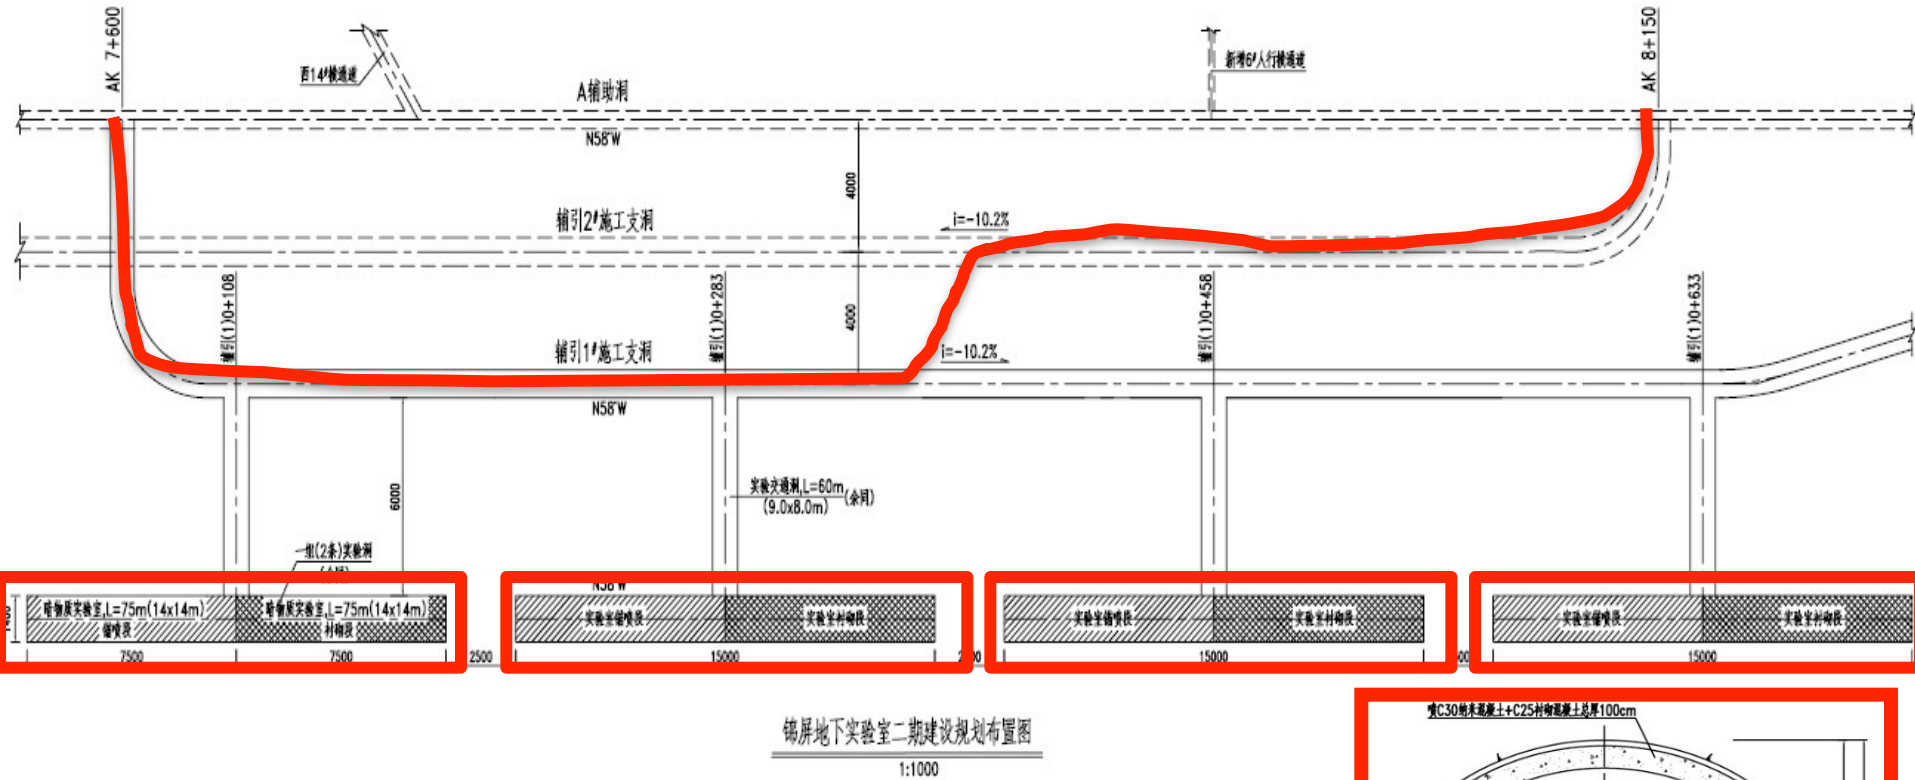 AK 7+600
AK 8+150
西14#横通道
新增6#人行横通道
A辅助洞
N58°W
4000
辅引2#施工支洞
i=-10.2%
辅引(1)0+108
辅引(1)0+283
4000
辅引(1)0+458
辅引(1)0+633
辅引1#施工支洞
i=-10.2%
N58°W
6000
实验交通洞,L=60m
(9.0x8.0m)
(余同)
一组(2条)实验洞
N58°W
1400
暗物质实验室,L=75m(14x14m)
锚喷段
暗物质实验室,L=75m(14x14m)
衬砌段
实验室锚喷段
实验室衬砌段
实验室锚喷段
实验室衬砌段
实验室锚喷段
实验室衬砌段
7500
7500
2500
15000
15000
15000
锦屏地下实验室二期建设规划布置图
1:1000
喷C30纳米混凝土+C25衬砌混凝土总厚100cm